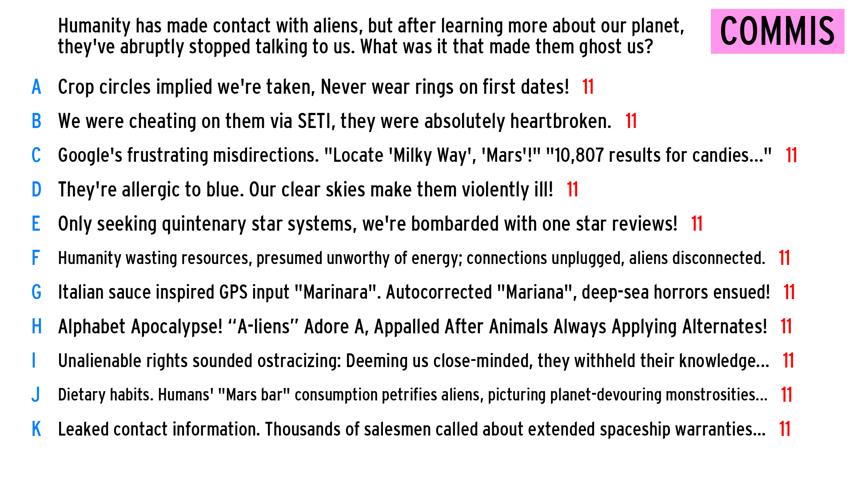 Humanity has made contact with aliens, but after learning more about our planet,
they've abruptly stopped talking to us. What was it that made them ghost us?
COMMIS
A Crop circles implied we're taken, Never wear rings on first dates! 11
B We were cheating on them via SETI, they were absolutely heartbroken. 11
C Google's frustrating misdirections. "Locate 'Milky Way', 'Mars'!" "10,807 results for candies..." 11
D They're allergic to blue. Our clear skies make them violently ill! 11
E Only seeking quintenary star systems, we're bombarded with one star reviews! 11
F Humanity wasting resources, presumed unworthy of energy; connections unplugged, aliens disconnected. 11
G Italian sauce inspired GPS input "Marinara". Autocorrected "Mariana", deep-sea horrors ensued! 11
H Alphabet Apocalypse! “A-liens” Adore A, Appalled After Animals Always Applying Alternates! 11
I Unalienable rights sounded ostracizing: Deeming us close-minded, they withheld their knowledge... 11
J Dietary habits. Humans' "Mars bar" consumption petrifies aliens, picturing planet-devouring monstrosities... 11
K Leaked contact information. Thousands of salesmen called about extended spaceship warranties... 11